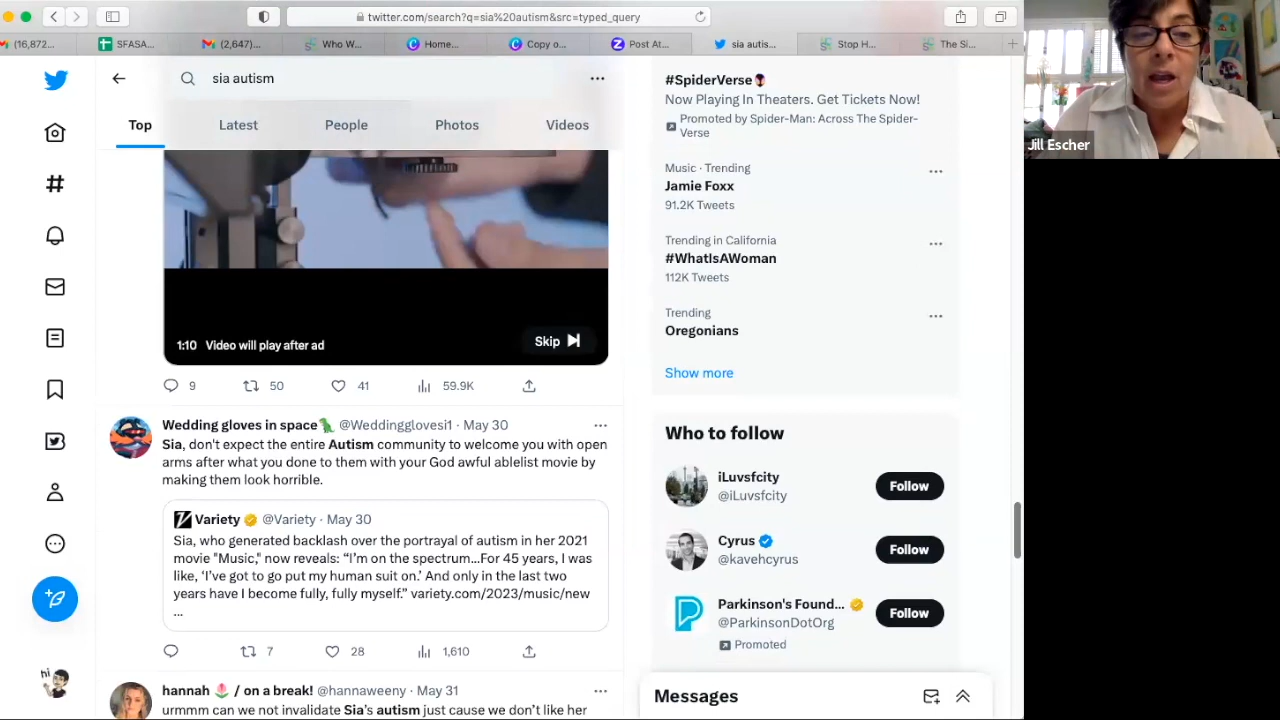 twitter.com/search?q=sia%20autism&src=typed_query
(16,872...
SFASA...
(2,647)...
Who W...
Home...
Copy o...
Post At...
sia autis...
Stop H...
The Si...
sia autism
Top
Latest
People
Photos
Videos
1:10 Video will play after ad
Skip
9
50
41
59.9K
Wedding gloves in space🦖 @Weddingglovesi1 · May 30
Sia, don't expect the entire Autism community to welcome you with open
arms after what you done to them with your God awful ablelist movie by
making them look horrible.
Variety @Variety · May 30
Sia, who generated backlash over the portrayal of autism in her 2021
movie "Music," now reveals: “I’m on the spectrum...For 45 years, I was
like, ‘I’ve got to go put my human suit on.’ And only in the last two
years have I become fully, fully myself.” variety.com/2023/music/new
...
7
28
1,610
hannah 🌷 / on a break! @hannaweeny · May 31
urmmm can we not invalidate Sia's autism just cause we don't like her
#SpiderVerse
Now Playing In Theaters. Get Tickets Now!
Promoted by Spider-Man: Across The Spider-
Verse
Music · Trending
Jamie Foxx
91.2K Tweets
Trending in California
#WhatIsAWoman
112K Tweets
Trending
Oregonians
Show more
Who to follow
iLuvsfcity
@iLuvsfcity
Follow
Cyrus
@kavehcyrus
Follow
Parkinson's Found...
@ParkinsonDotOrg
Follow
Promoted
Messages
hi
Jill Escher